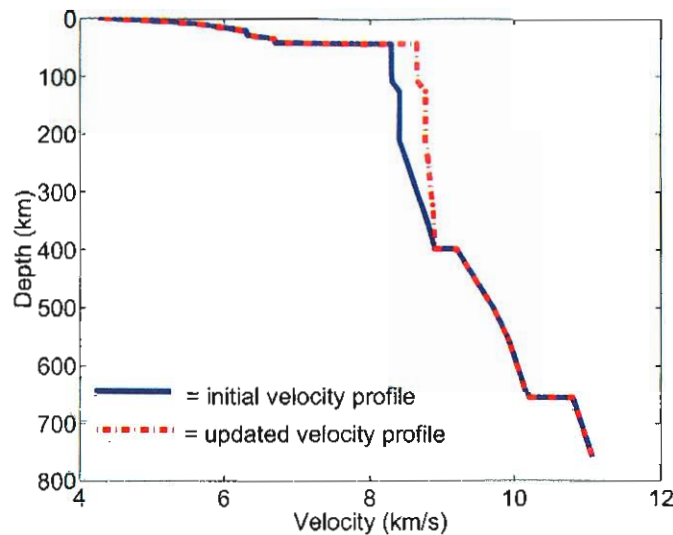 0
100
200
300
400
500
600
700
800
Depth (km)
= initial velocity profile
= updated velocity profile
4 6 8 10 12
Velocity (km/s)